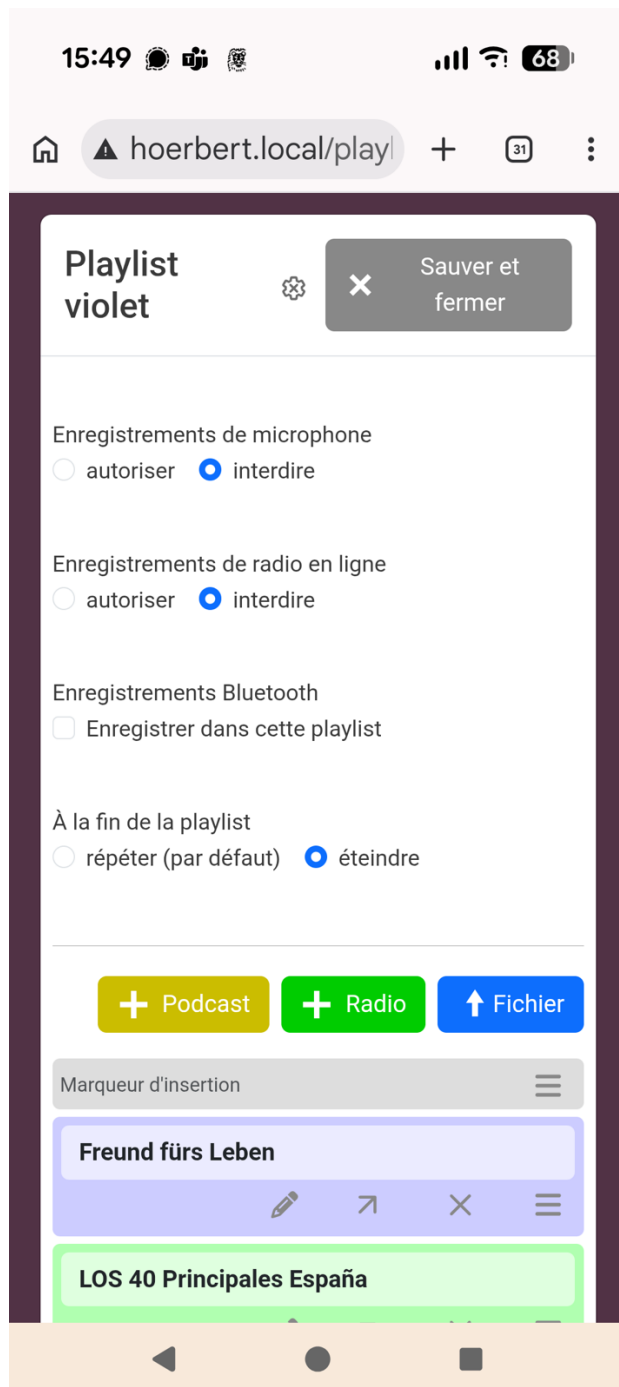 15:49
68
hoerbert.local/playl
31
Playlist
violet
Sauver et
fermer
Enregistrements de microphone
autoriser interdire
Enregistrements de radio en ligne
autoriser interdire
Enregistrements Bluetooth
Enregistrer dans cette playlist
À la fin de la playlist
répéter (par défaut) éteindre
Podcast Radio Fichier
Marqueur d'insertion
Freund fürs Leben
LOS 40 Principales España